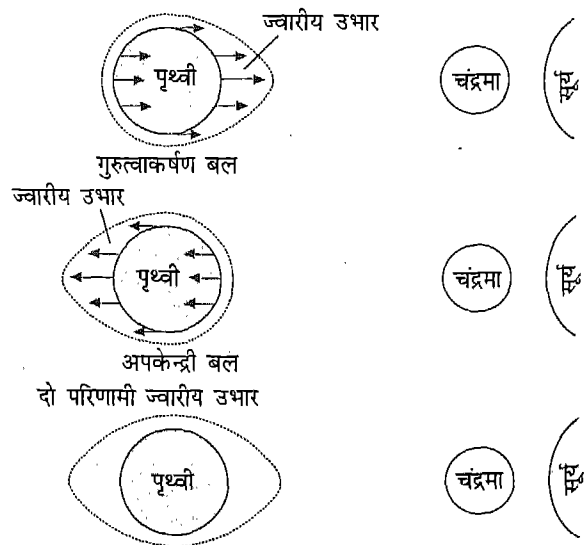 ज्वारीय उभार
पृथ्वी
चंद्रमा
सूर्य
गुरुत्वाकर्षण बल
ज्वारीय उभार
पृथ्वी
चंद्रमा
सूर्य
अपकेन्द्री बल
दो परिणामी ज्वारीय उभार
पृथ्वी
चंद्रमा
सूर्य